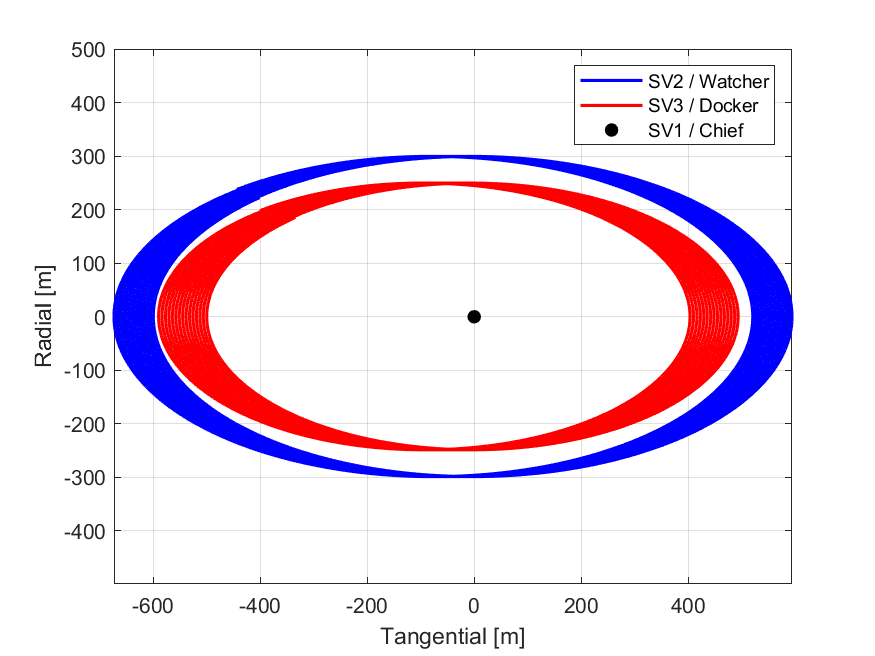 500
400
300
200
100
0
-100
-200
-300
-400
Radial [m]
SV2 / Watcher
SV3 / Docker
SV1 / Chief
-600 -400 -200 0 200 400
Tangential [m]